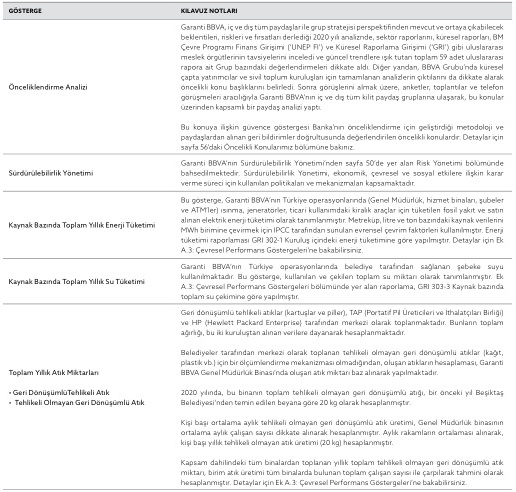 GÖSTERGE
KILAVUZ NOTLARI
Önceliklendirme Analizi
Garanti BBVA, iç ve dış tüm paydaşlar ile grup stratejisi perspektifinden mevcut ve ortaya çıkabilecek
beklentileri, riskleri ve fırsatları derlediği 2020 yılı analzinde, sektör raporlarını, küresel raporları, BM
Çevre Programı Finans Girişimi ('UNEP FI') ve Küresel Raporlama Girişimi ('GRI') gibi uluslararası
meslek örgütlerinin tavsiyelerini inceledi ve güncel trendlere ışık tutan toplam 59 adet uluslararası
rapora ait Grup bazındaki değerlendirmeleri dikkate aldı. Diğer yandan, BBVA Grubu'nda küresel
çapta yatırımcılar ve sivil toplum kuruluşları için tamamlanan analizlerin çıktılarını da dikkate alarak
öncelikli konu başlıklarını belirledi. Sonra görüşlerini almak üzere, anketler, toplantılar ve telefon
görüşmeleri aracılığıyla Garanti BBVA'nın iç ve dış tüm kilit paydaş gruplarına ulaşarak, bu konular
üzerinden kapsamlı bir paydaş analizi yaptı.
Bu konuya ilişkin güvence göstergesi Banka'nın önceliklendirme için geliştirdiği metodoloji ve
paydaşlardan alınan geri bildirimler doğrultusunda değerlendirilen öncelikli konulardır. Detaylar için
sayfa 56'daki Öncelikli Konularımız bölümüne bakınız.
Sürdürülebilirlik Yönetimi
Garanti BBVA'nın Sürdürülebilirlik Yönetimi'nden sayfa 50'de yer alan Risk Yönetimi bölümünde
bahsedilmektedir. Sürdürülebilirlik Yönetimi, ekonomik, çevresel ve sosyal etkilere ilişkin karar
verme süreci için kullanılan politikaları ve mekanizmaları kapsamaktadır.
Kaynak Bazında Toplam Yıllık Enerji Tüketimi
Bu gösterge, Garanti BBVA'nın Türkiye operasyonlarında (Genel Müdürlük, hizmet binaları, şubeler
ve ATM'ler) ısınma, jeneratörler, ticari kullanımdaki kiralık araçlar için tüketilen fosil yakıt ve satın
alınan elektrik enerji tüketimi olarak tanımlanmıştır. Metreküp, litre ve ton bazındaki kaynak verilerini
MWh birimine çevirmek için IPCC tarafından sunulan evrensel çevrim faktörleri kullanılmıştır. Enerji
tüketimi raporlaması GRI 302-1 Kuruluş içindeki enerji tüketimine göre yapılmıştır. Detaylar için Ek
A.3: Çevresel Performans Göstergeleri'ne bakabilirsiniz.
Kaynak Bazında Toplam Yıllık Su Tüketimi
Garanti BBVA'nın Türkiye operasyonlarında belediye tarafından sağlanan şebeke suyu
kullanılmaktadır. Bu gösterge, kullanılan ve çekilen toplam su miktarı olarak tanımlanmıştır. Ek
A.3: Çevresel Performans Göstergeleri bölümünde yer alan raporlama, GRI 303-3 Kaynak bazında
toplam su çekimine göre yapılmıştır.
Toplam Yıllık Atık Miktarları
• Geri DönüşümlüTehlikeli Atık
• Tehlikeli Olmayan Geri Dönüşümlü Atık
Geri dönüşümlü tehlikeli atıklar (kartuşlar ve piller), TAP (Portatif Pil Üreticileri ve İthalatçıları Birliği)
ve HP (Hewlett Packard Enterprise) tarafından merkezi olarak toplanmaktadır. Bunların toplam
ağırlığı, bu iki kuruluştan alınan verilere dayanarak hesaplanmaktadır.
Belediyeler tarafından merkezi olarak toplanan tehlikeli olmayan geri dönüşümlü atıklar (kağıt,
plastik vb.) için bir ölçümlendirme mekanizması olmadığından, oluşan atıkların hesaplaması, Garanti
BBVA Genel Müdürlük Binası'nda oluşan atık miktarı baz alınarak yapılmaktadır.
2020 yılında, bu binanın toplam tehlikeli olmayan geri dönüşümlü atığı, bir önceki yıl Beşiktaş
Belediyesi'nden temin edilen beyana göre 20 kg olarak hesaplanmıştır.
Kişi başı ortalama aylık tehlikeli olmayan geri dönüşümlü atık üretimi, Genel Müdürlük binasının
ortalama aylık çalışan sayısı dikkate alınarak hesaplanmıştır. Aylık rakamların ortalaması alınarak,
kişi başı yıllık tehlikeli olmayan atık üretimi (20 kg) hesaplanmıştır.
Kapsam dahilindeki tüm binalardan toplanan yıllık toplam tehlikeli olmayan geri dönüşümlü atık
miktarı, birim atık üretimi tüm binalarda bulunan toplam çalışan sayısı ile çarpılarak tahmini olarak
hesaplanmıştır. Detaylar için Ek A.3: Çevresel Performans Göstergeleri'ne bakabilirsiniz.